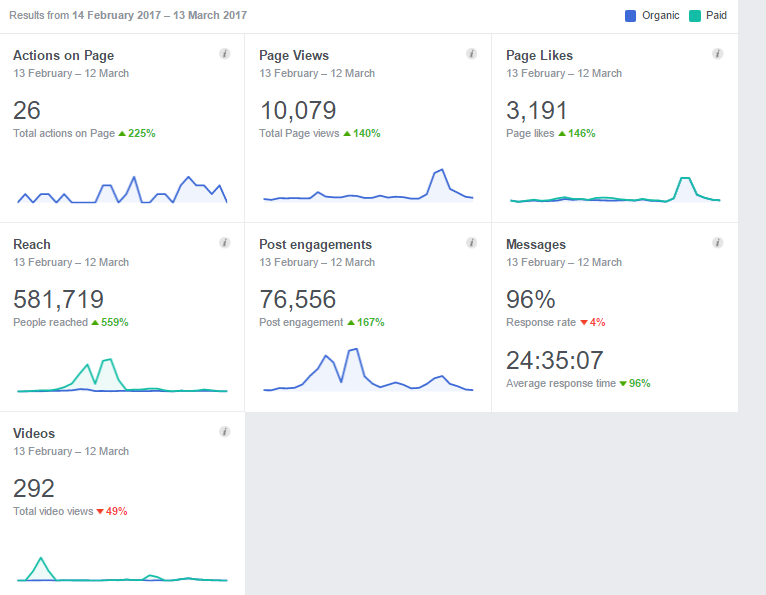 Results from 14 February 2017 – 13 March 2017
Organic Paid
Actions on Page i
13 February – 12 March
26
Total actions on Page ▲ 225%
Page Views i
13 February – 12 March
10,079
Total Page views ▲ 140%
Page Likes i
13 February – 12 March
3,191
Page likes ▲ 146%
Reach i
13 February – 12 March
581,719
People reached ▲ 559%
Post engagements i
13 February – 12 March
76,556
Post engagement ▲ 167%
Messages i
13 February – 12 March
96%
Response rate ▼ 4%
24:35:07
Average response time ▼ 96%
Videos i
13 February – 12 March
292
Total video views ▼ 49%